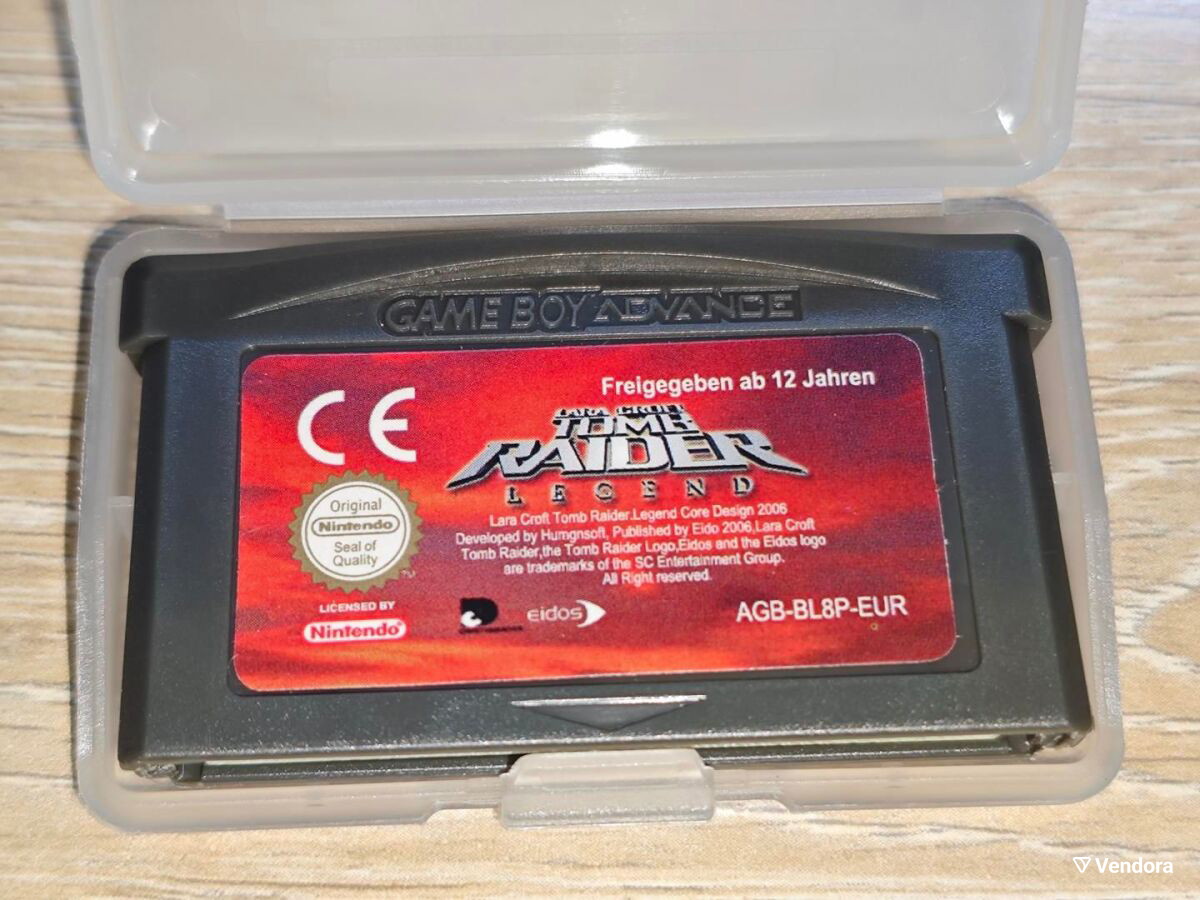 GAME BOY ADVANCE
CE
Freigegeben ab 12 Jahren
LARA CROFT
TOMB
RAIDER
LEGEND
Original
Nintendo
Seal of
Quality
TM
Lara Croft Tomb Raider.Legend Core Design 2006
Developed by Humgnsoft, Published by Eido 2006,Lara Croft
Tomb Raider,the Tomb Raider Logo,Eidos and the Eidos logo
are trademarks of the SC Entertainment Group.
All Right reserved.
LICENSED BY
Nintendo
eidos
AGB-BL8P-EUR
Vendora